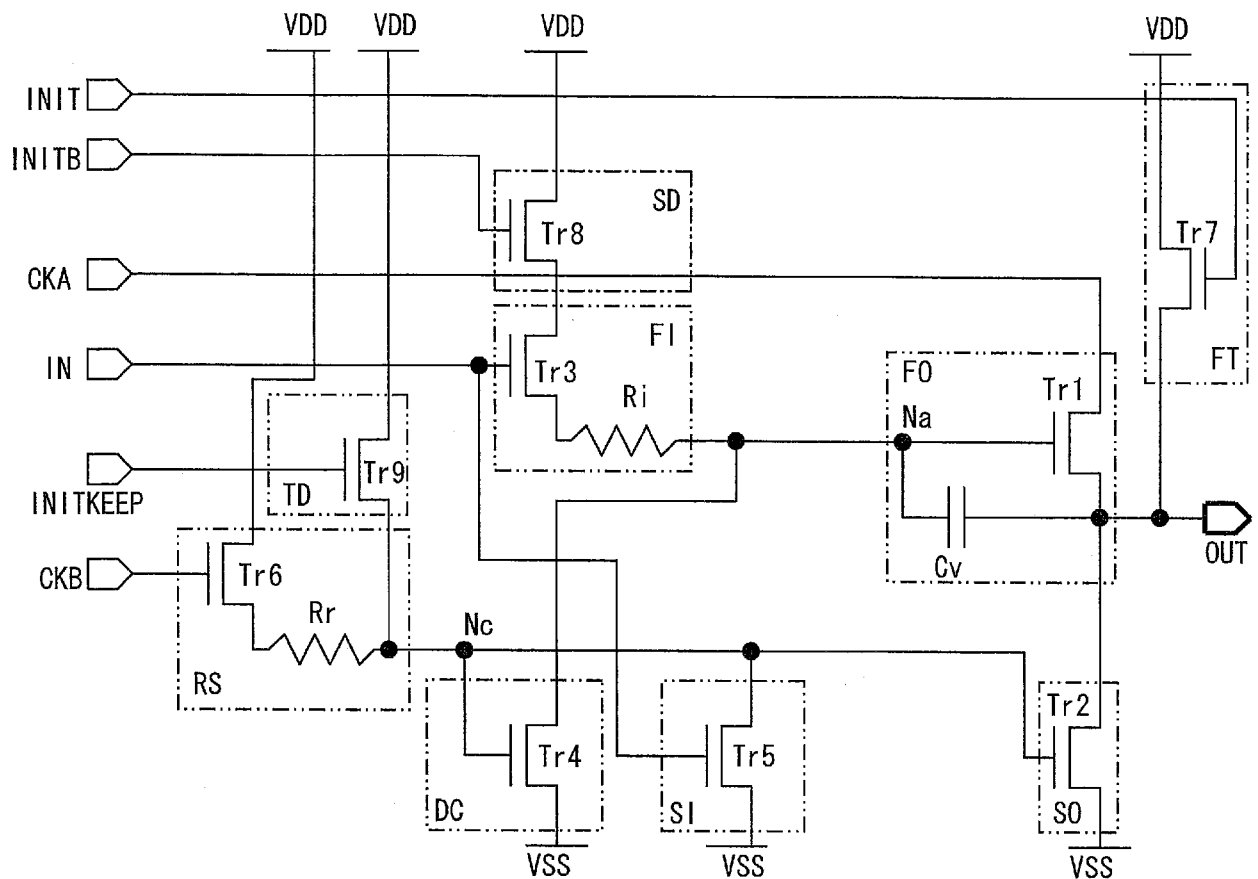 VDD VDD VDD VDD
INIT
INITB
SD
Tr8
Tr7
CKA
FI
FT
IN
Tr3
FO
Tr1
Ri
Na
Tr9
INITKEEP
TD
OUT
CKB
Tr6
Cv
Rr
Nc
RS
Tr2
Tr4
Tr5
DC
SI
SO
VSS VSS VSS